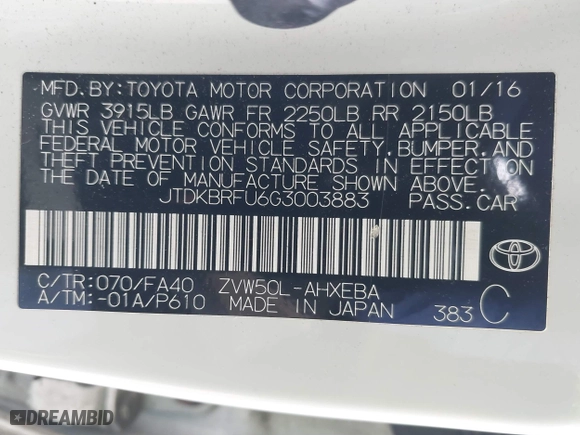 MFD.BY:TOYOTA MOTOR CORPORATION 01/16
GVWR 3915LB GAWR FR 2250LB RR 2150LB
THIS VEHICLE CONFORMS TO ALL APPLICABLE
FEDERAL MOTOR VEHICLE SAFETY,BUMPER,AND
THEFT PREVENTION STANDARDS IN EFFECT ON
THE DATE OF MANUFACTURE SHOWN ABOVE.
JTDKBRFU6G3003883 PASS.CAR
C/TR:070/FA40 ZVW50L-AHXEBA
A/TM:-01A/P610 MADE IN JAPAN 383 C
TOYOTA
DREAMBID